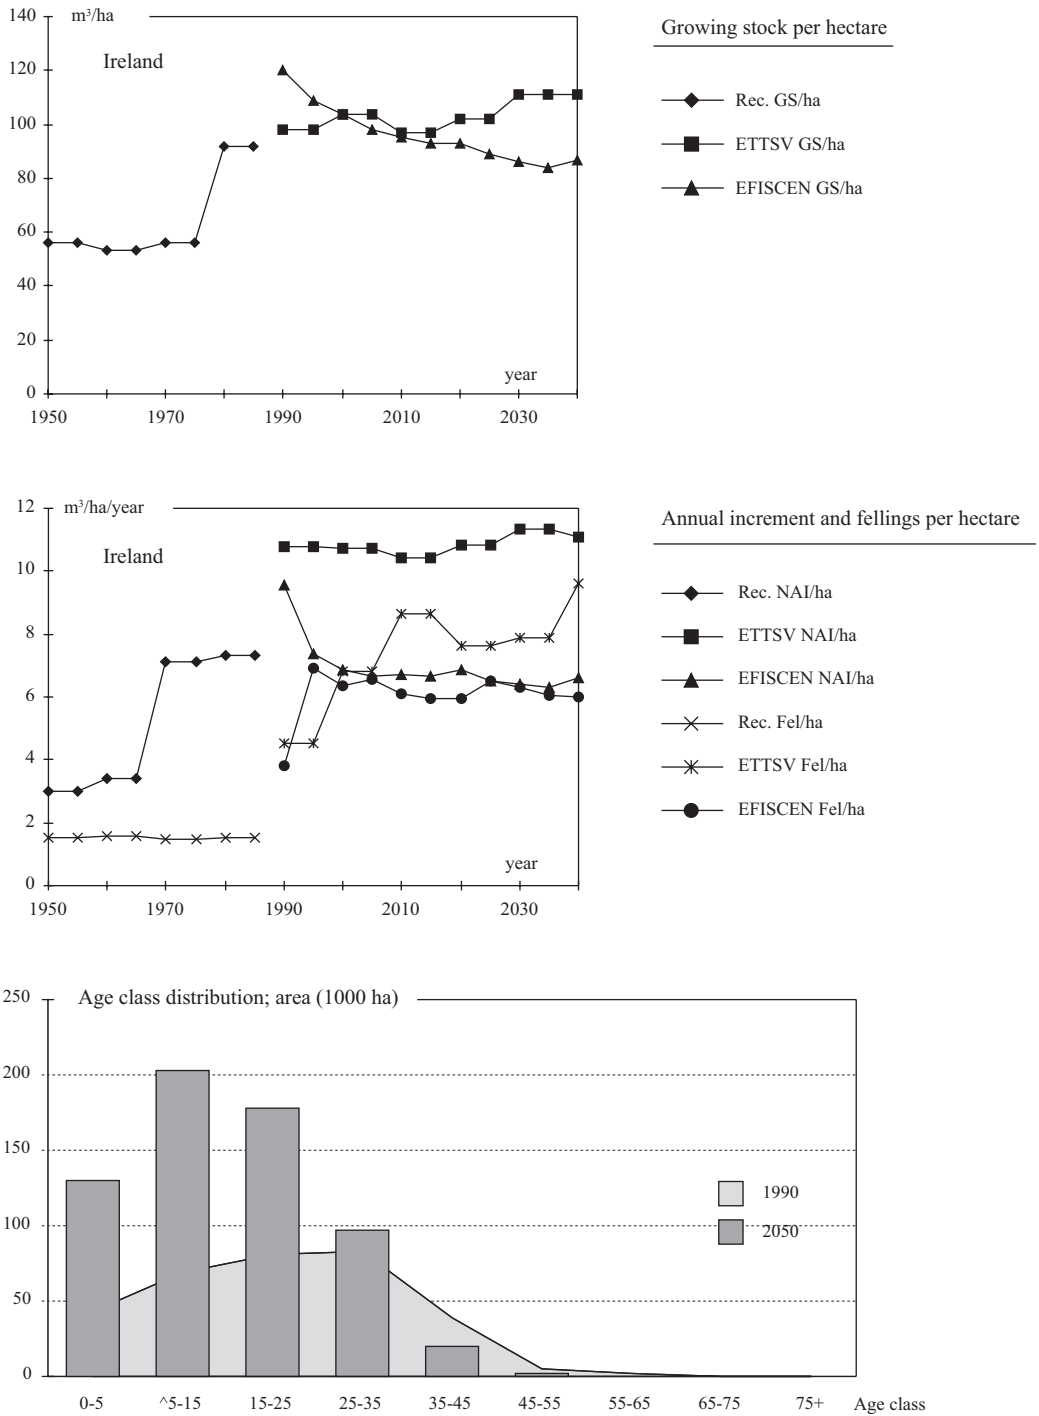 140
m³/ha
Growing stock per hectare
Ireland
120
Rec. GS/ha
100
ETTSV GS/ha
80
EFISCEN GS/ha
60
40
20
year
0
1950 1970 1990 2010 2030
12
m³/ha/year
Annual increment and fellings per hectare
Ireland
10
Rec. NAI/ha
8
ETTSV NAI/ha
EFISCEN NAI/ha
6
Rec. Fel/ha
4
ETTSV Fel/ha
2
EFISCEN Fel/ha
year
0
1950 1970 1990 2010 2030
250
Age class distribution; area (1000 ha)
200
150
1990
100
2050
50
0
0-5 ^5-15 15-25 25-35 35-45 45-55 55-65 65-75 75+ Age class